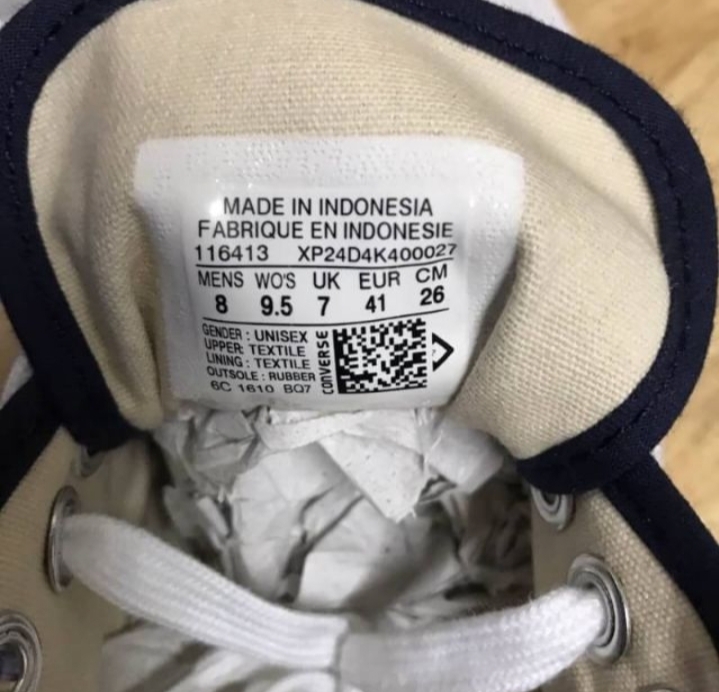 MADE IN INDONESIA
FABRIQUE EN INDONESIE
116413 XP24D4K400027
MENS WO'S UK EUR CM
8 9.5 7 41 26
GENDER : UNISEX
UPPER: TEXTILE
LINING : TEXTILE
OUTSOLE : RUBBER
6C 1610 BQ7
CONVERSE